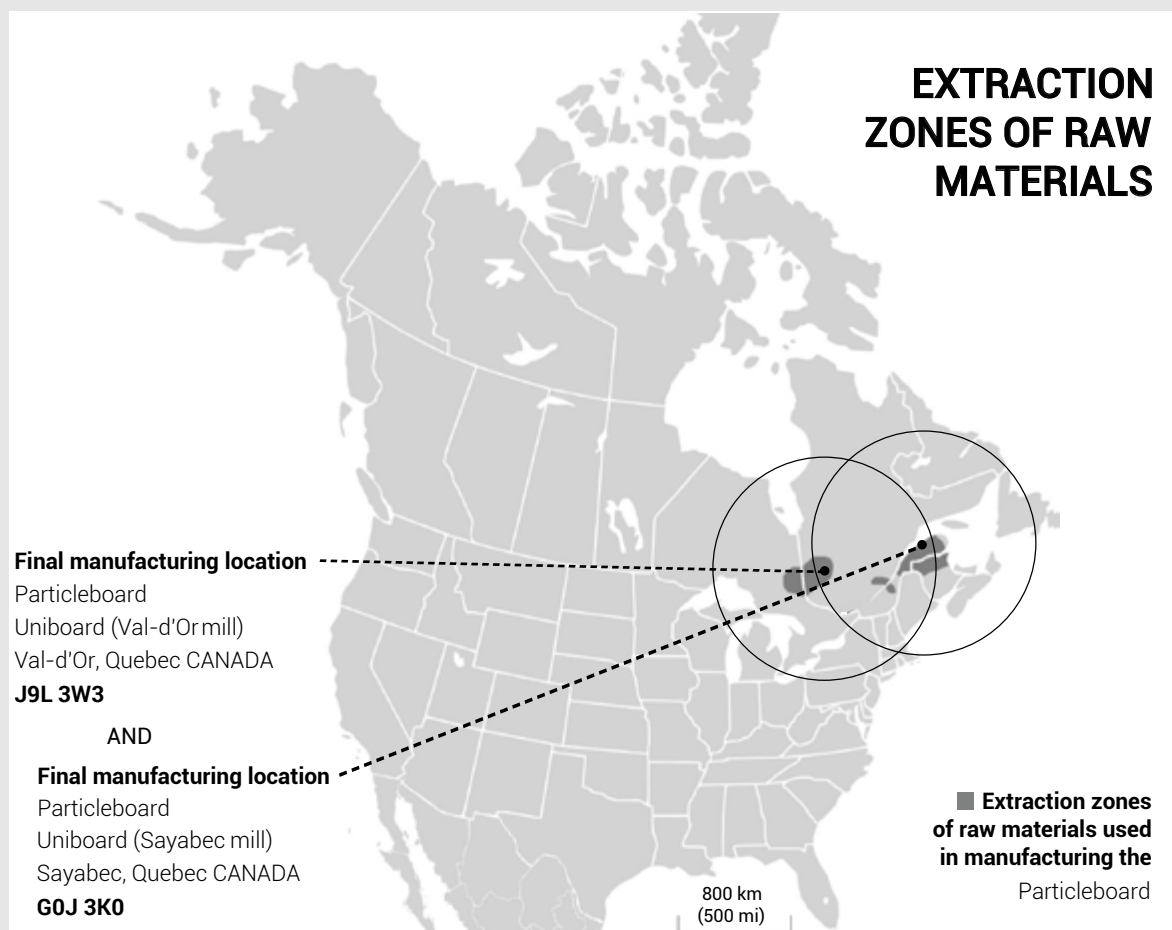 EXTRACTION
ZONES OF RAW
MATERIALS
Final manufacturing location
Particleboard
Uniboard (Val-d'Or mill)
Val-d'Or, Quebec CANADA
J9L 3W3
AND
Final manufacturing location
Particleboard
Uniboard (Sayabec mill)
Sayabec, Quebec CANADA
G0J 3K0
Extraction zones
of raw materials used
in manufacturing the
Particleboard
800 km
(500 mi)